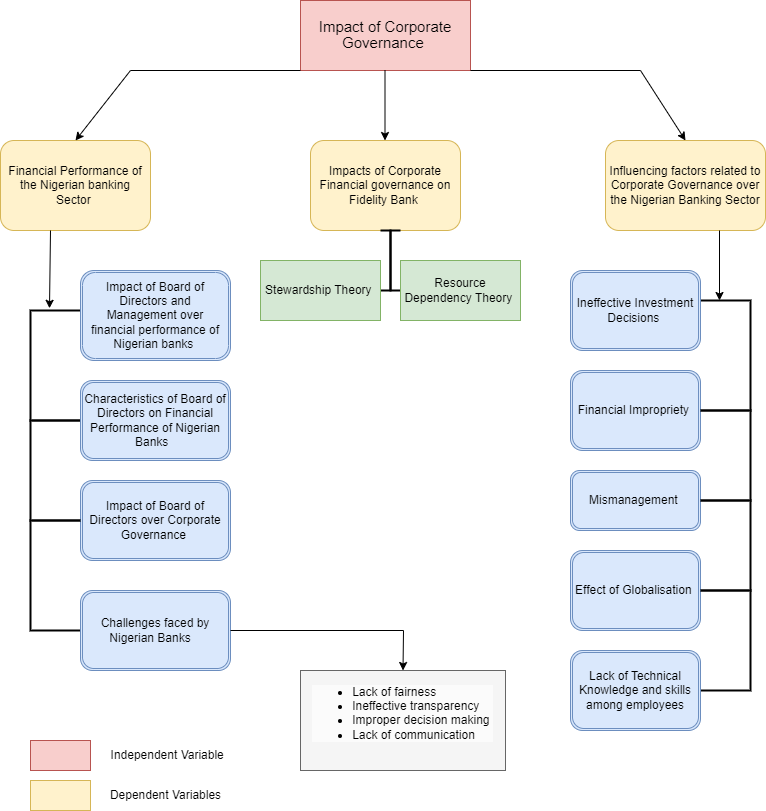 Impact of Corporate
Governance
Financial Performance of
the Nigerian banking
Sector
Impacts of Corporate
Financial governance on
Fidelity Bank
Influencing factors related to
Corporate Governance over
the Nigerian Banking Sector
Stewardship Theory
Resource
Dependency Theory
Impact of Board of
Directors and
Management over
financial performance of
Nigerian banks
Characteristics of Board of
Directors on Financial
Performance of Nigerian
Banks
Impact of Board of
Directors over Corporate
Governance
Challenges faced by
Nigerian Banks
Ineffective Investment
Decisions
Financial Impropriety
Mismanagement
Effect of Globalisation
Lack of Technical
Knowledge and skills
among employees
• Lack of fairness
• Ineffective transparency
• Improper decision making
• Lack of communication
Independent Variable
Dependent Variables